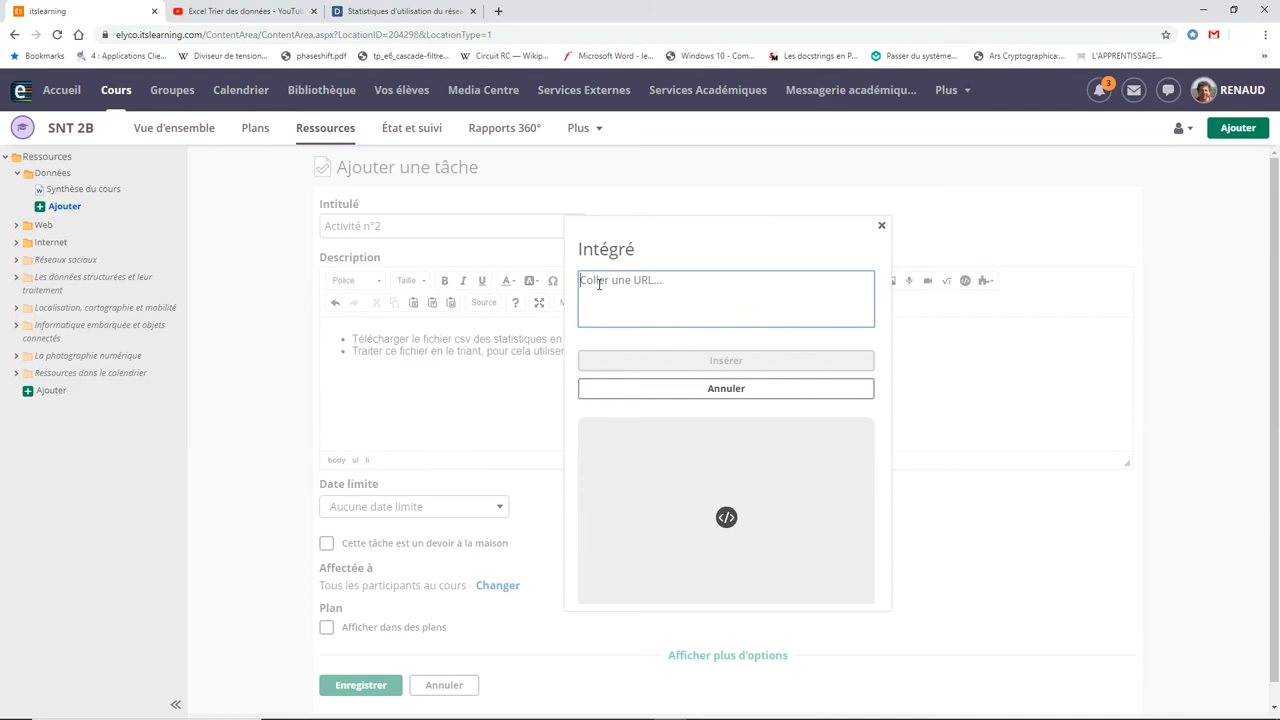 itslearning
Excel Trier des données - YouTub
Statistiques d'utilisation du rése
elyco.itslearning.com/ContentArea/ContentArea.aspx?LocationID=204298&LocationType=1
Bookmarks
4 : Applications Clie...
Diviseur de tension...
phaseshift.pdf
tp_e6_cascade-filtre...
Circuit RC — Wikip...
Microsoft Word - le...
Windows 10 - Com...
Les docstrings en P...
Passer du système...
Ars Cryptographica:...
L'APPRENTISSAGE...
Accueil
Cours
Groupes
Calendrier
Bibliothèque
Vos élèves
Media Centre
Services Externes
Services Académiques
Messagerie académiqu...
Plus
3
RENAUD
SNT 2B
Vue d'ensemble
Plans
Ressources
État et suivi
Rapports 360°
Plus
Ajouter
Ressources
Données
Synthèse du cours
Ajouter
Web
Internet
Réseaux sociaux
Les données structurées et leur
traitement
Localisation, cartographie et mobilité
Informatique embarquée et objets
connectés
La photographie numérique
Ressources dans le calendrier
Ajouter
Ajouter une tâche
Intitulé
Activité n°2
Description
Police
Taille
B I U A A Ω
Source ?
Télécharger le fichier csv des statistiques en
Traiter ce fichier en le triant, pour cela utiliser
body ul li
Date limite
Aucune date limite
Cette tâche est un devoir à la maison
Affectée à
Tous les participants au cours Changer
Plan
Afficher dans des plans
Afficher plus d'options
Enregistrer
Annuler
Intégré
Coller une URL...
Insérer
Annuler